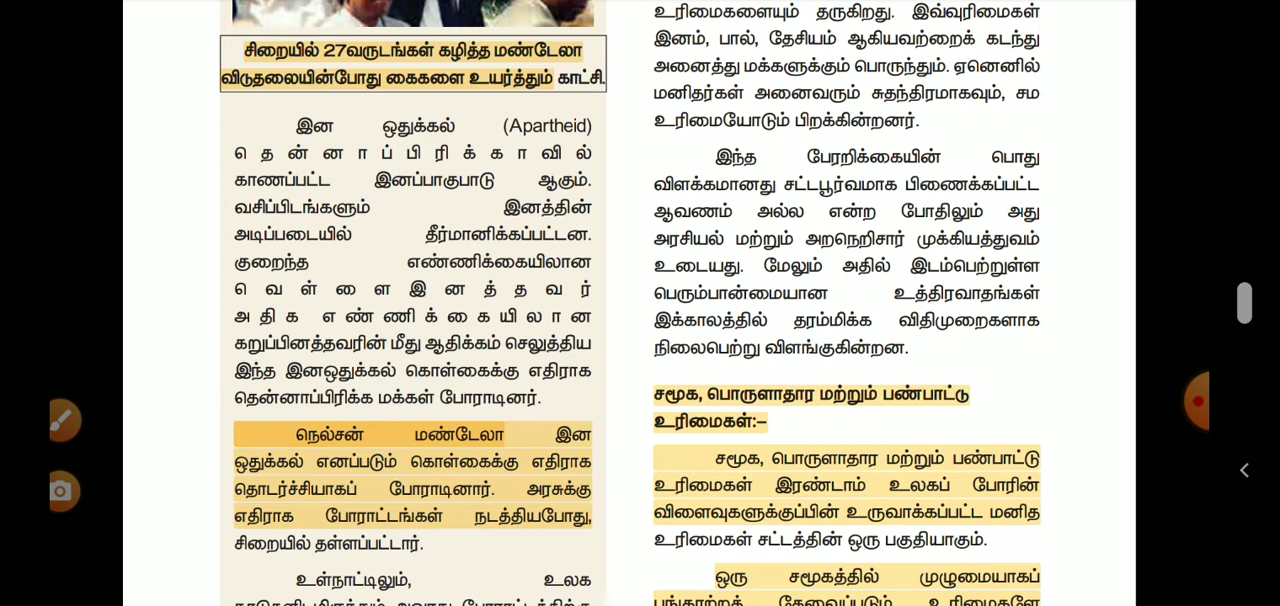 சிறையில் 27வருடங்கள் கழித்த மண்டேலா
விடுதலையின்போது கைகளை உயர்த்தும் காட்சி.
இன ஒதுக்கல் (Apartheid)
தென்னாப்பிரிக்காவில்
காணப்பட்ட இனப்பாகுபாடு ஆகும்.
வசிப்பிடங்களும் இனத்தின்
அடிப்படையில் தீர்மானிக்கப்பட்டன.
குறைந்த எண்ணிக்கையிலான
வெள்ளைஇனத்தவர்
அதிக எண்ணிக்கையிலான
கறுப்பினத்தவரின் மீது ஆதிக்கம் செலுத்திய
இந்த இனஒதுக்கல் கொள்கைக்கு எதிராக
தென்னாப்பிரிக்க மக்கள் போராடினர்.
நெல்சன் மண்டேலா இன
ஒதுக்கல் எனப்படும் கொள்கைக்கு எதிராக
தொடர்ச்சியாகப் போராடினார். அரசுக்கு
எதிராக போராட்டங்கள் நடத்தியபோது,
சிறையில் தள்ளப்பட்டார்.
உள்நாட்டிலும், உலக
உரிமைகளையும் தருகிறது. இவ்வுரிமைகள்
இனம், பால், தேசியம் ஆகியவற்றைக் கடந்து
அனைத்து மக்களுக்கும் பொருந்தும். ஏனெனில்
மனிதர்கள் அனைவரும் சுதந்திரமாகவும், சம
உரிமையோடும் பிறக்கின்றனர்.
இந்த பேரறிக்கையின் பொது
விளக்கமானது சட்டபூர்வமாக பிணைக்கப்பட்ட
ஆவணம் அல்ல என்ற போதிலும் அது
அரசியல் மற்றும் அறநெறிசார் முக்கியத்துவம்
உடையது. மேலும் அதில் இடம்பெற்றுள்ள
பெரும்பான்மையான உத்திரவாதங்கள்
இக்காலத்தில் தரம்மிக்க விதிமுறைகளாக
நிலைபெற்று விளங்குகின்றன.
சமூக, பொருளாதார மற்றும் பண்பாட்டு
உரிமைகள்:–
சமூக, பொருளாதார மற்றும் பண்பாட்டு
உரிமைகள் இரண்டாம் உலகப் போரின்
விளைவுகளுக்குப்பின் உருவாக்கப்பட்ட மனித
உரிமைகள் சட்டத்தின் ஒரு பகுதியாகும்.
ஒரு சமூகத்தில் முழுமையாகப்